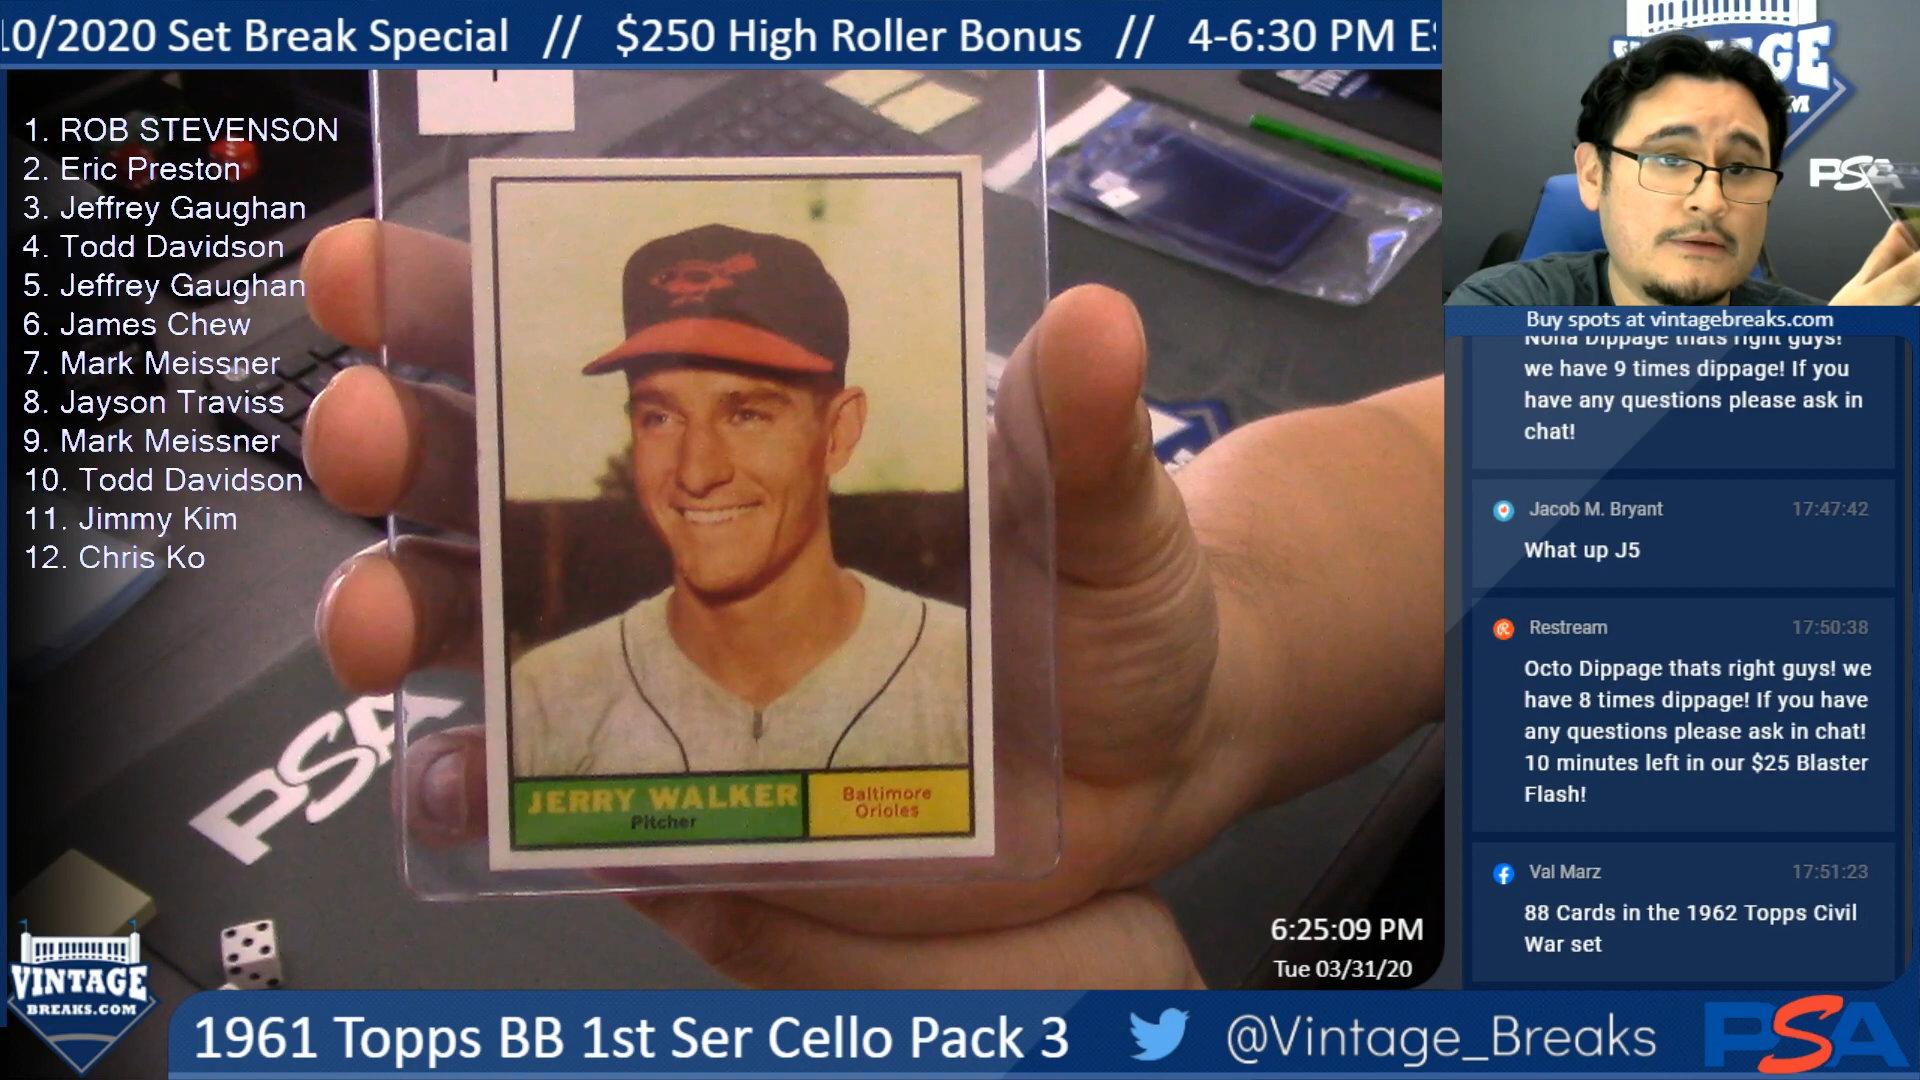 10/2020 Set Break Special // $250 High Roller Bonus // 4-6:30 PM ES
1. ROB STEVENSON
2. Eric Preston
3. Jeffrey Gaughan
4. Todd Davidson
5. Jeffrey Gaughan
6. James Chew
7. Mark Meissner
8. Jayson Traviss
9. Mark Meissner
10. Todd Davidson
11. Jimmy Kim
12. Chris Ko
JERRY WALKER
Pitcher
Baltimore
Orioles
PSA
VINTAGE
BREAKS.COM
6:25:09 PM
Tue 03/31/20
PSA
Buy spots at vintagebreaks.com
Nona Dippage thats right guys!
we have 9 times dippage! If you
have any questions please ask in
chat!
Jacob M. Bryant 17:47:42
What up J5
Restream 17:50:38
Octo Dippage thats right guys! we
have 8 times dippage! If you have
any questions please ask in chat!
10 minutes left in our $25 Blaster
Flash!
Val Marz 17:51:23
88 Cards in the 1962 Topps Civil
War set
1961 Topps BB 1st Ser Cello Pack 3
@Vintage_Breaks
PSA